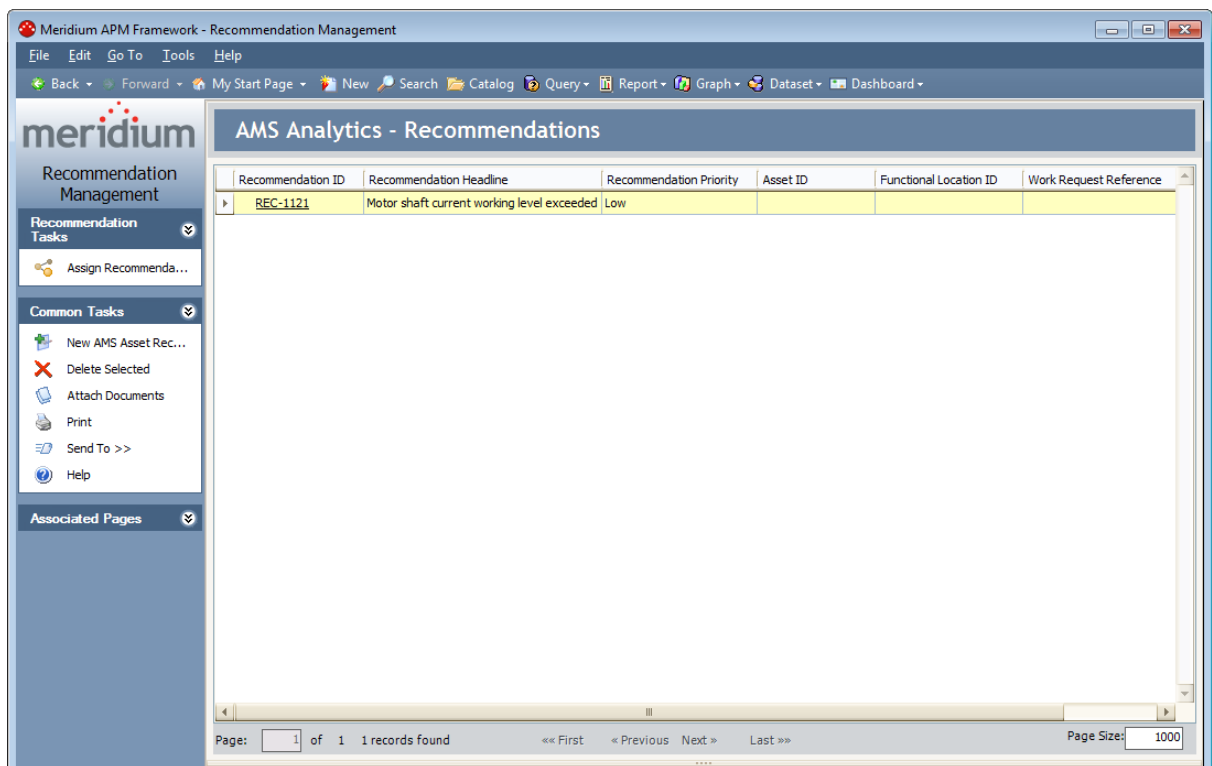 Meridium APM Framework - Recommendation Management
File Edit Go To Tools Help
Back Forward My Start Page New Search Catalog Query Report Graph Dataset Dashboard
meridium
AMS Analytics - Recommendations
Recommendation
Management
Recommendation ID Recommendation Headline Recommendation Priority Asset ID Functional Location ID Work Request Reference
REC-1121 Motor shaft current working level exceeded Low
Recommendation
Tasks
Assign Recommenda...
Common Tasks
New AMS Asset Rec...
Delete Selected
Attach Documents
Print
Send To >>
Help
Associated Pages
Page: 1 of 1 1 records found «« First « Previous Next » Last »» Page Size: 1000